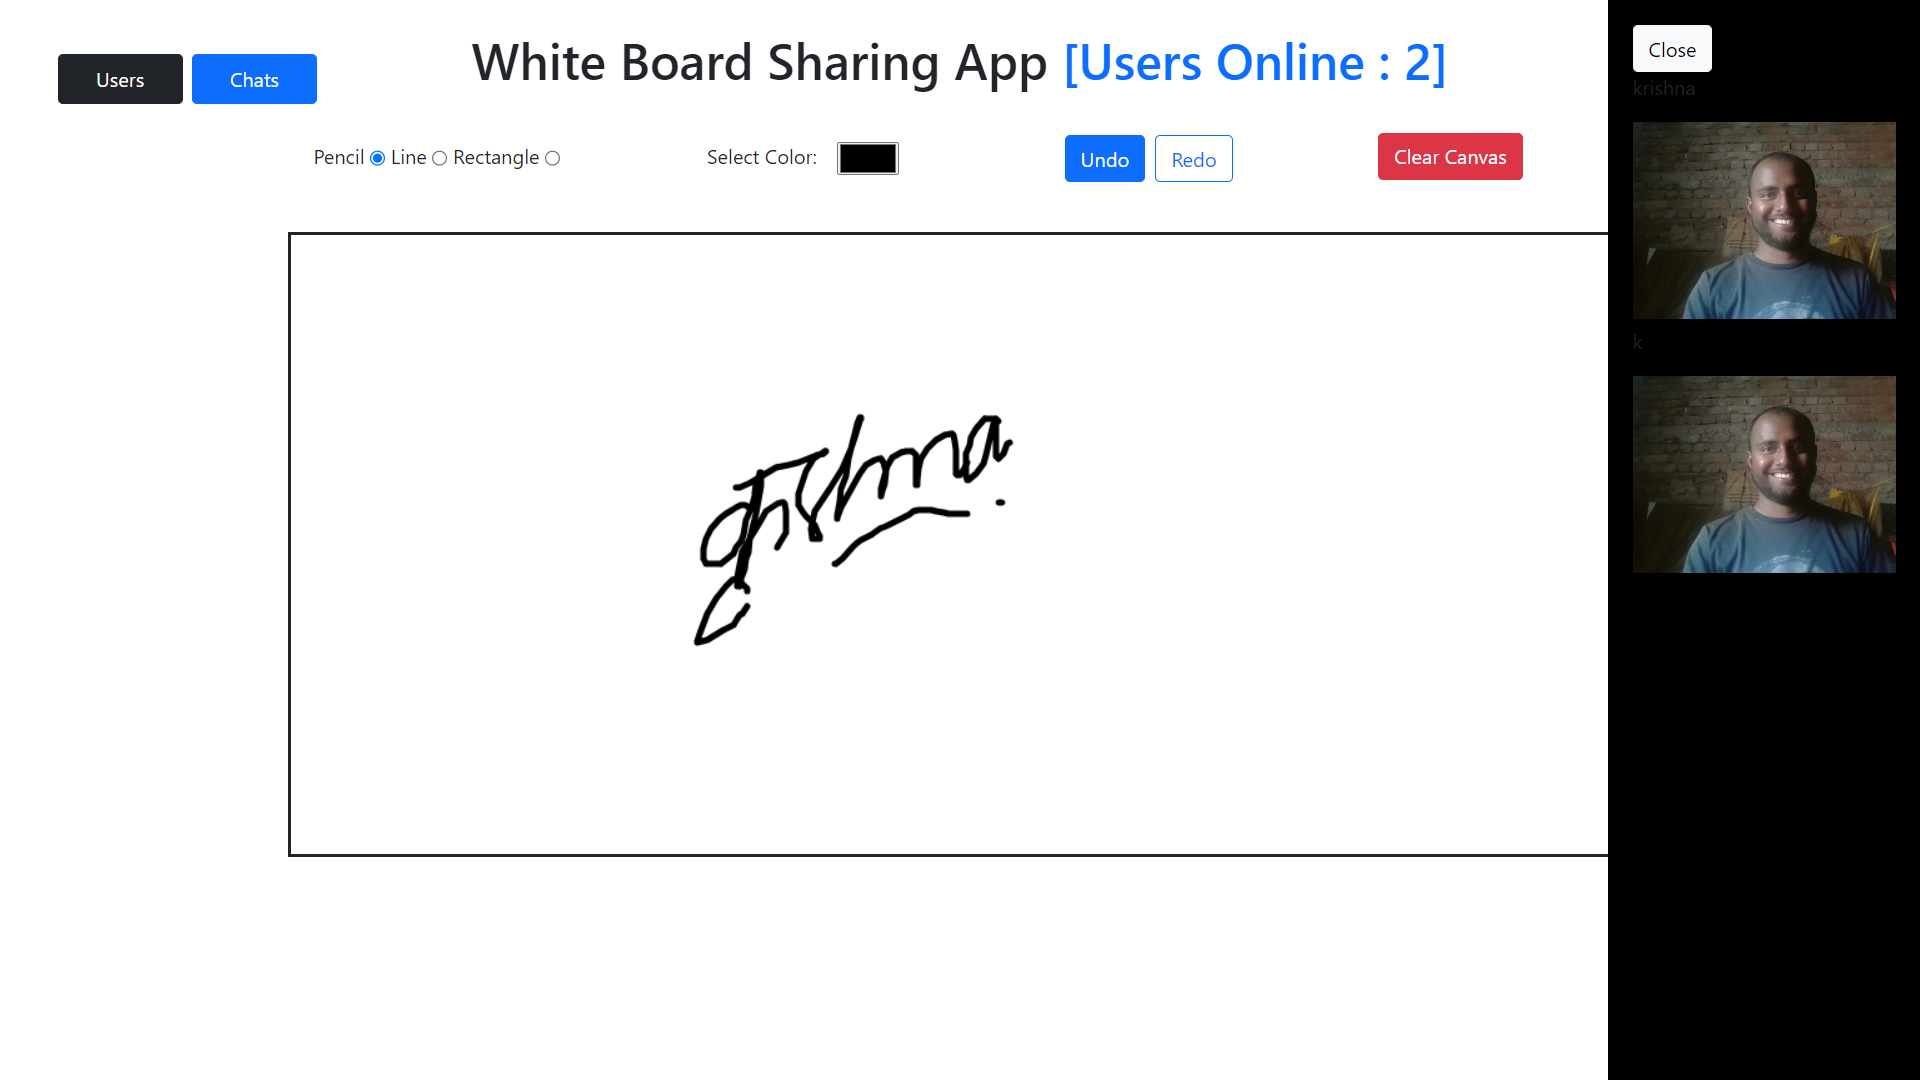 White Board Sharing App [Users Online : 2]
Users Chats
Pencil Line Rectangle
Select Color:
Undo Redo
Clear Canvas
Close
krishna
k